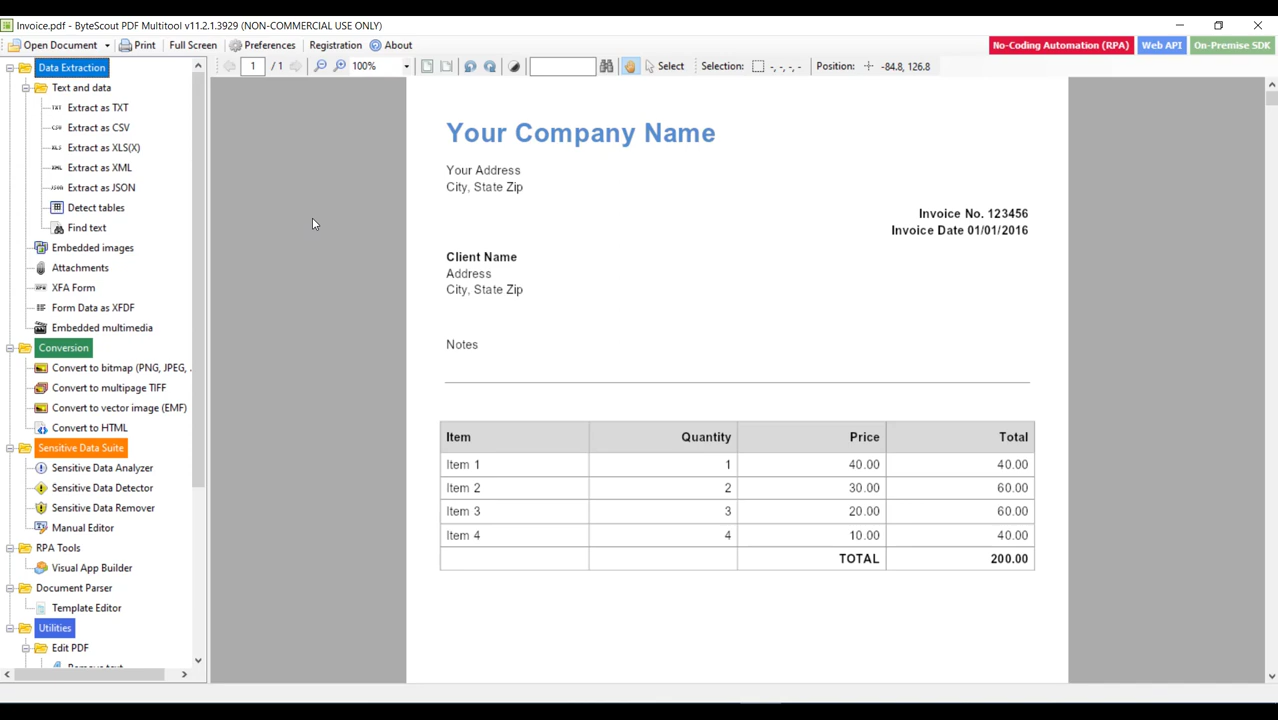 Invoice.pdf - ByteScout PDF Multitool v11.2.1.3929 (NON-COMMERCIAL USE ONLY)
Open Document Print Full Screen Preferences Registration About No-Coding Automation (RPA) Web API On-Premise SDK
1 / 1 100% Select Selection: -, -, -, - Position: -84.8, 126.8
Data Extraction
Text and data
TXT Extract as TXT
CSV Extract as CSV
XLS Extract as XLS(X)
XML Extract as XML
JSON Extract as JSON
Detect tables
Find text
Embedded images
Attachments
XFA XFA Form
Form Data as XFDF
Embedded multimedia
Conversion
Convert to bitmap (PNG, JPEG,
Convert to multipage TIFF
Convert to vector image (EMF)
Convert to HTML
Sensitive Data Suite
Sensitive Data Analyzer
Sensitive Data Detector
Sensitive Data Remover
Manual Editor
RPA Tools
Visual App Builder
Document Parser
Template Editor
Utilities
Edit PDF
Remove text
Your Company Name
Your Address
City, State Zip
Invoice No. 123456
Invoice Date 01/01/2016
Client Name
Address
City, State Zip
Notes
Item Quantity Price Total
Item 1 1 40.00 40.00
Item 2 2 30.00 60.00
Item 3 3 20.00 60.00
Item 4 4 10.00 40.00
TOTAL 200.00